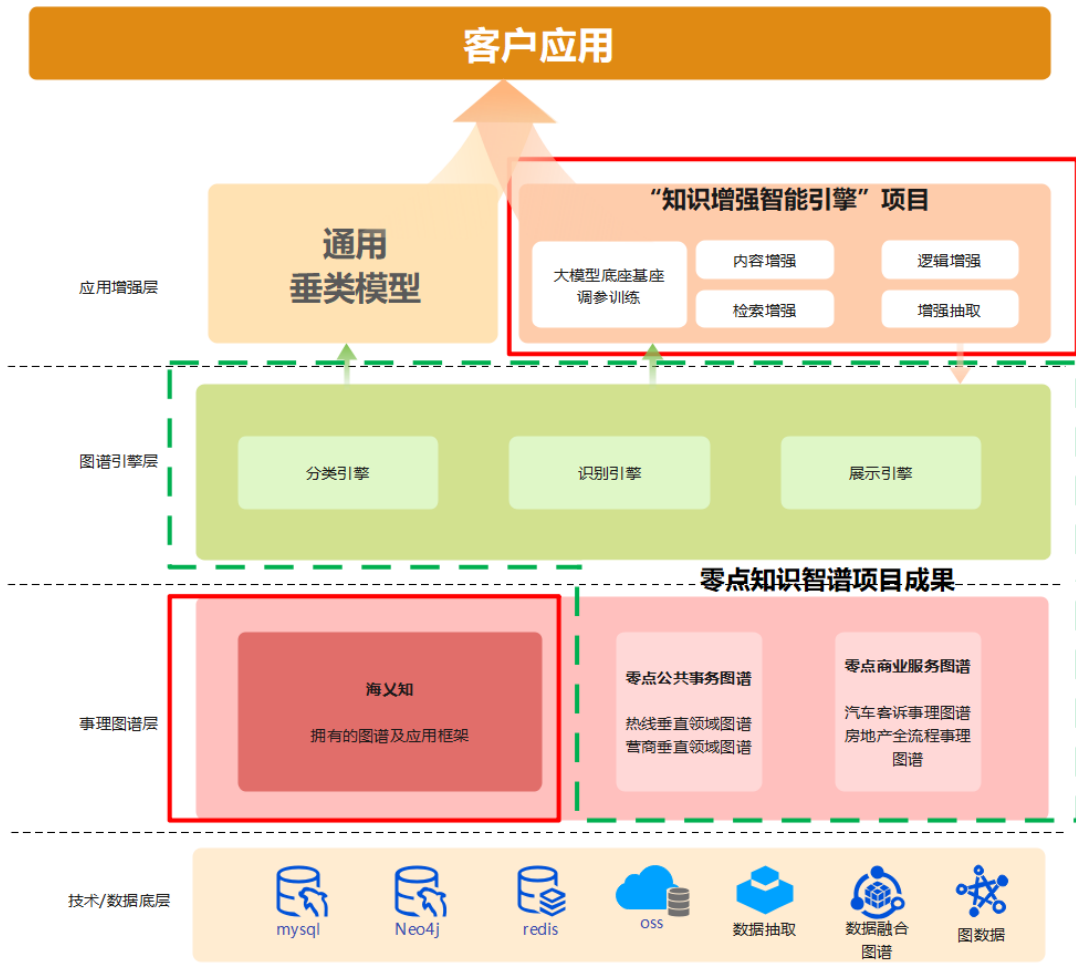 客户应用
通用
垂类模型
“知识增强智能引擎”项目
大模型底座基座
调参训练
内容增强
逻辑增强
检索增强
增强抽取
应用增强层
图谱引擎层
分类引擎
识别引擎
展示引擎
零点知识智谱项目成果
事理图谱层
海乂知
拥有的图谱及应用框架
零点公共事务图谱
热线垂直领域图谱
营商垂直领域图谱
零点商业服务图谱
汽车客诉事理图谱
房地产全流程事理
图谱
技术/数据底层
mysql
Neo4j
redis
oss
数据抽取
数据融合
图谱
图数据